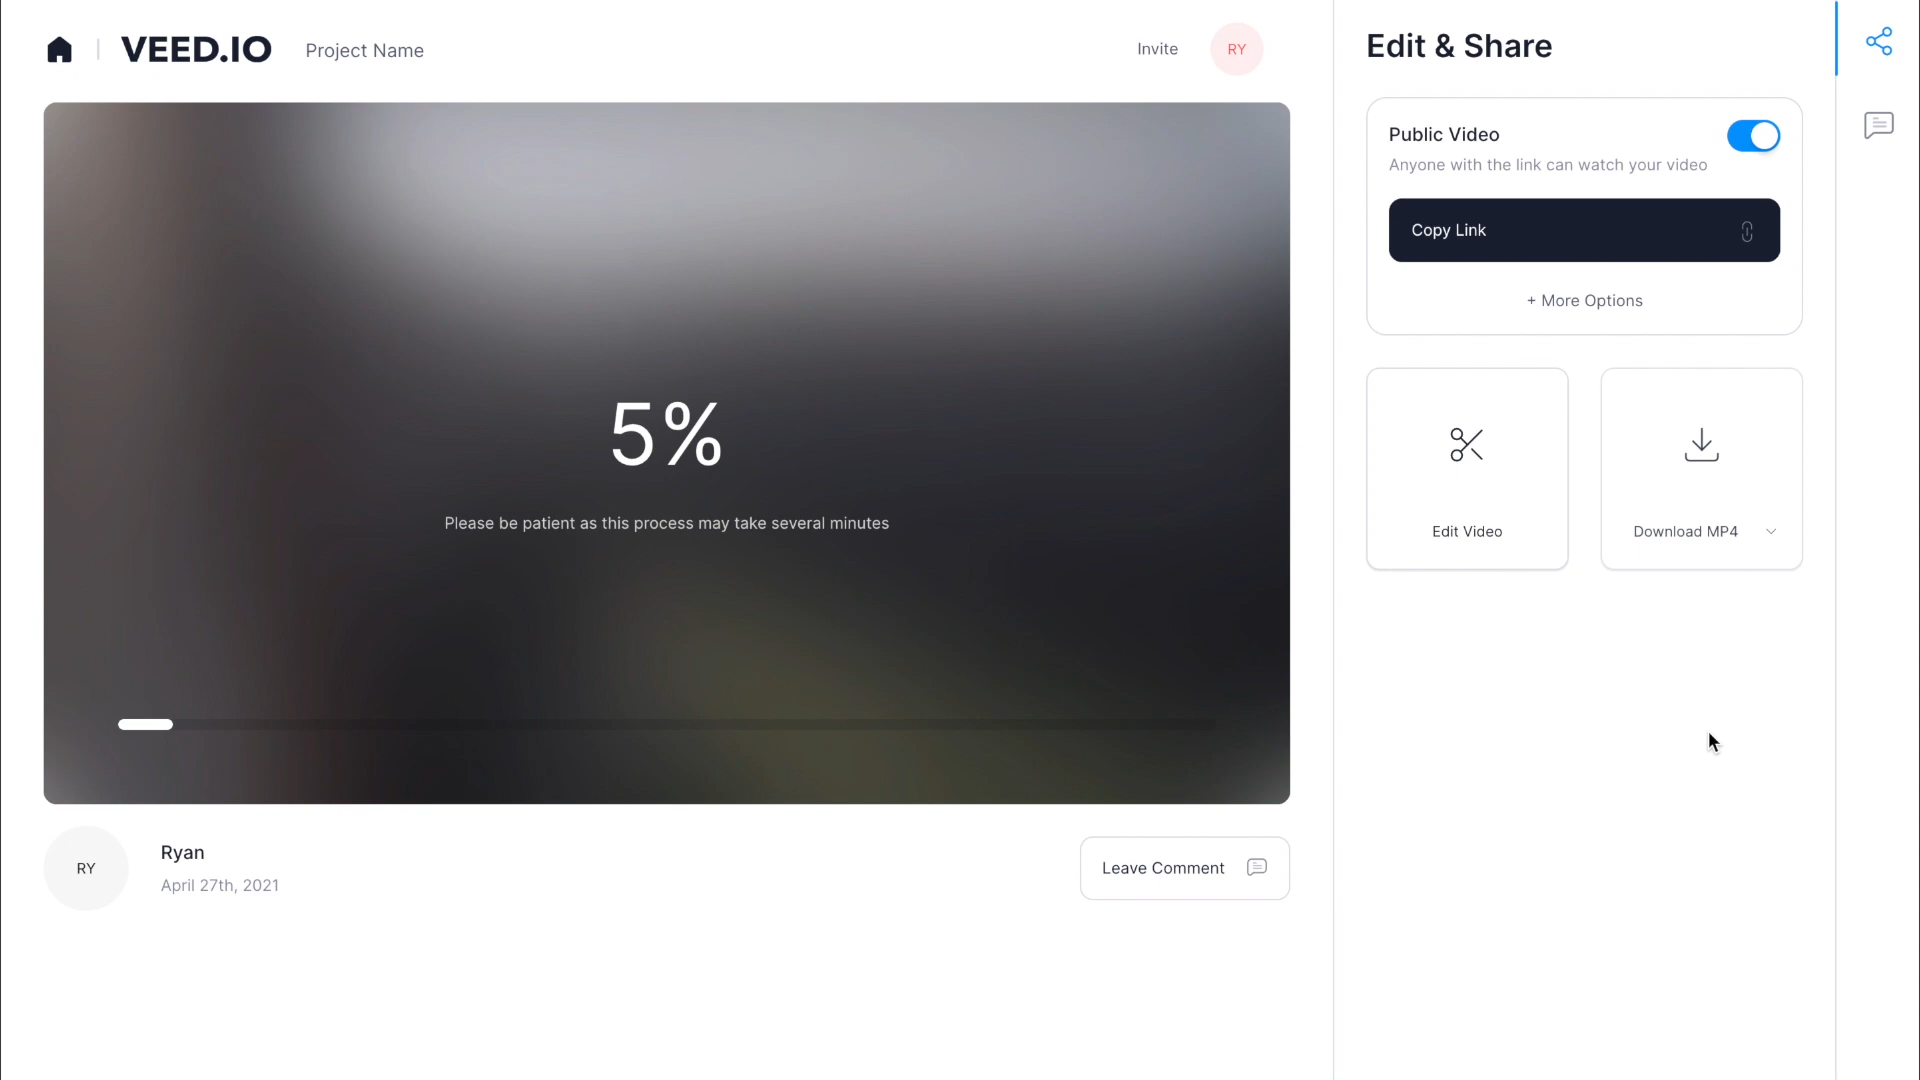 VEED.IO
Project Name
Invite
RY
5%
Please be patient as this process may take several minutes
RY
Ryan
April 27th, 2021
Leave Comment
Edit & Share
Public Video
Anyone with the link can watch your video
Copy Link
+ More Options
Edit Video
Download MP4